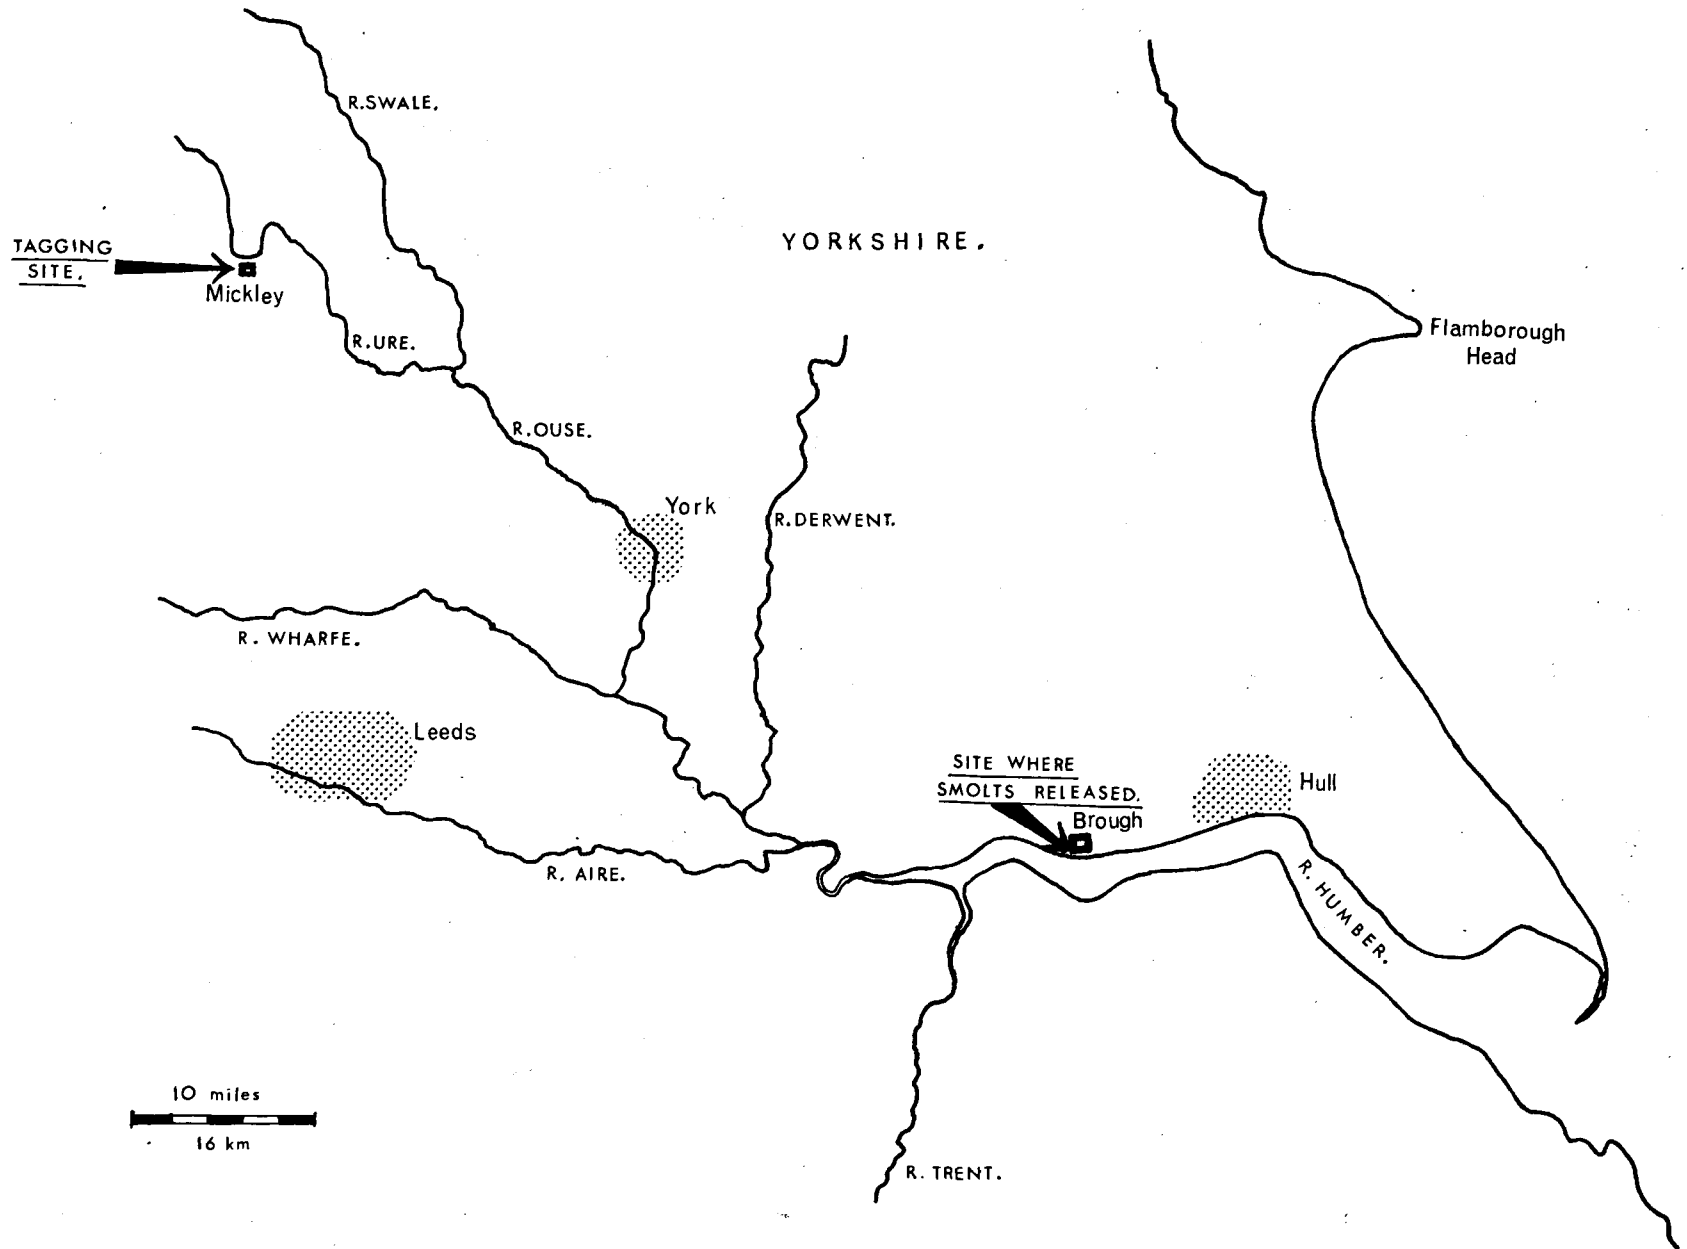 R.SWALE.
YORKSHIRE.
TAGGING
SITE.
Mickley
R.URE.
Flamborough
Head
R.OUSE.
York
R.DERWENT.
R. WHARFE.
Leeds
SITE WHERE
SMOLTS RELEASED.
Brough
Hull
R. AIRE.
R. HUMBER.
10 miles
16 km
R. TRENT.